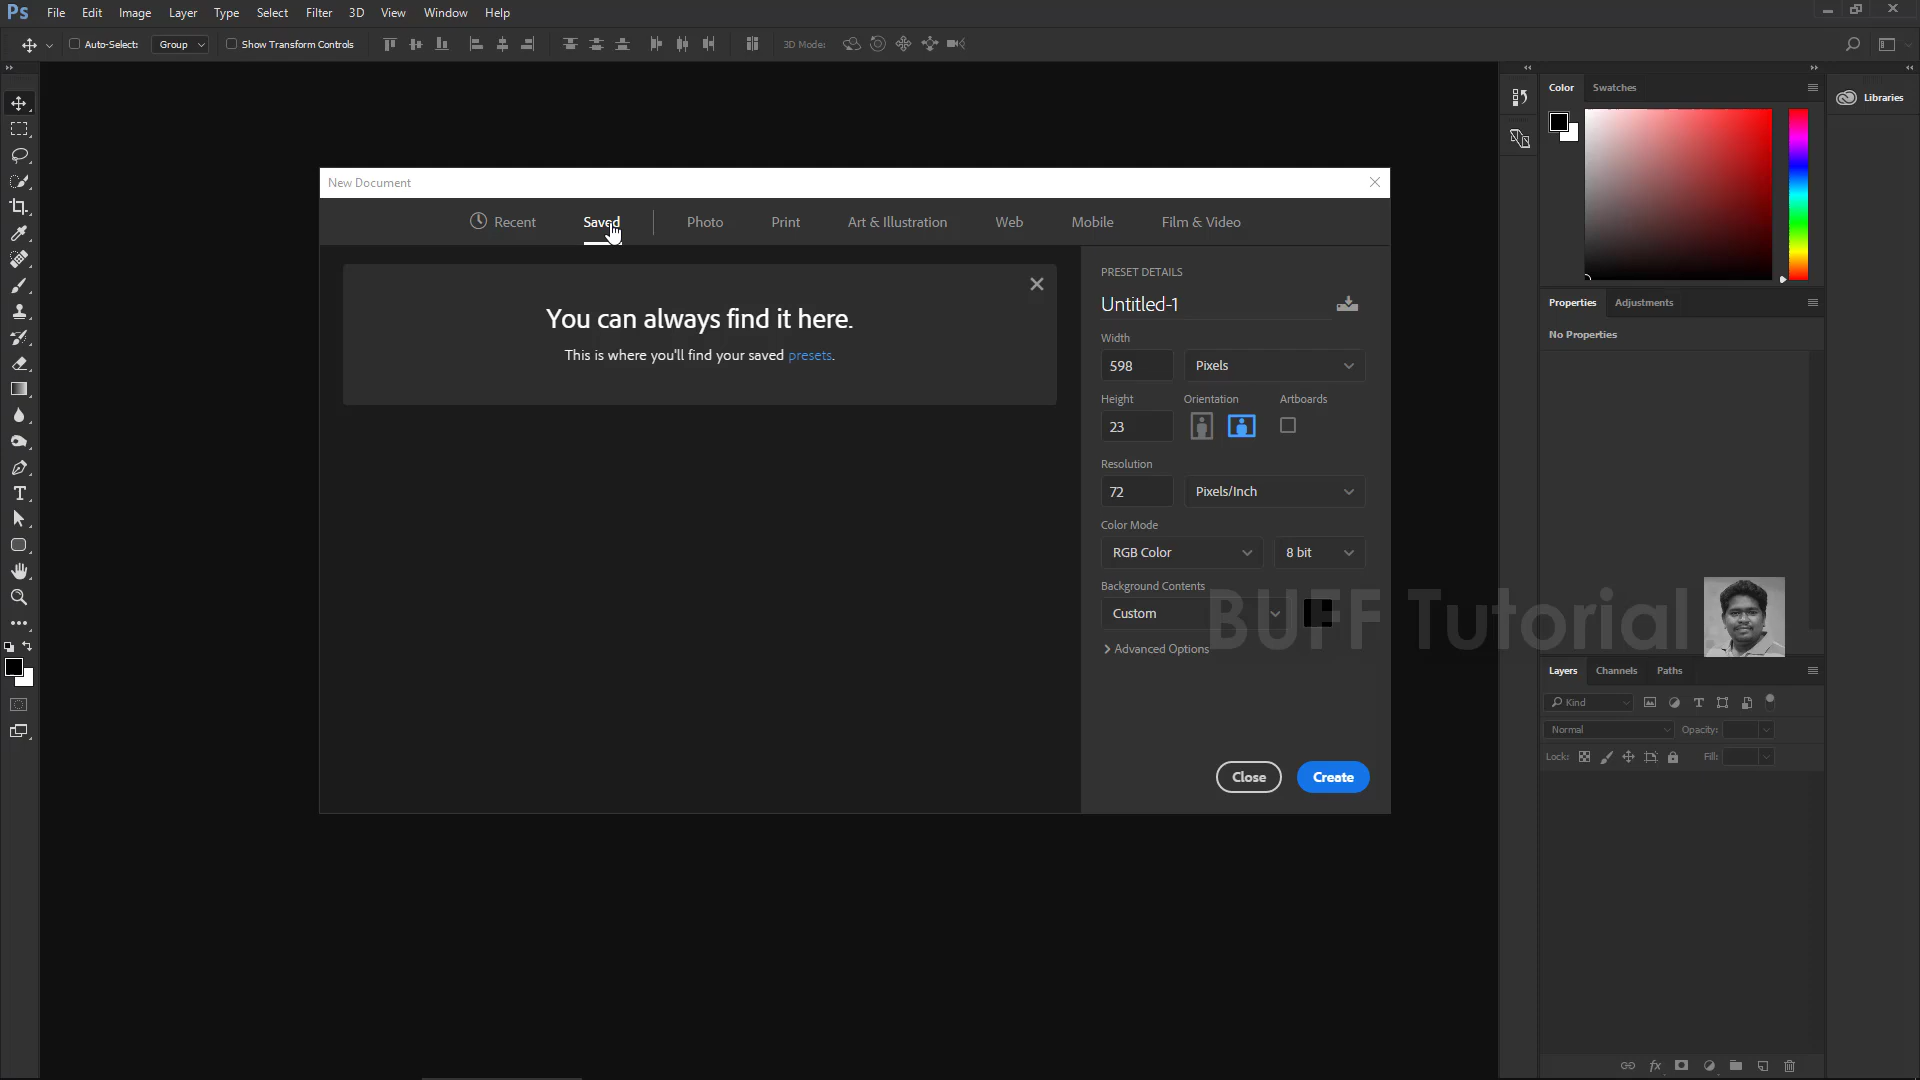 Ps File Edit Image Layer Type Select Filter 3D View Window Help
Auto-Select: Group Show Transform Controls 3D Mode:
Color Swatches
Libraries
New Document
Recent Saved Photo Print Art & Illustration Web Mobile Film & Video
You can always find it here.
This is where you'll find your saved presets.
PRESET DETAILS
Untitled-1
Width
598 Pixels
Height Orientation Artboards
23
Resolution
72 Pixels/Inch
Color Mode
RGB Color 8 bit
Background Contents
Custom
Advanced Options
Close Create
BUFF Tutorial
Properties Adjustments
No Properties
Layers Channels Paths
Kind
Normal Opacity:
Lock: Fill:
fx